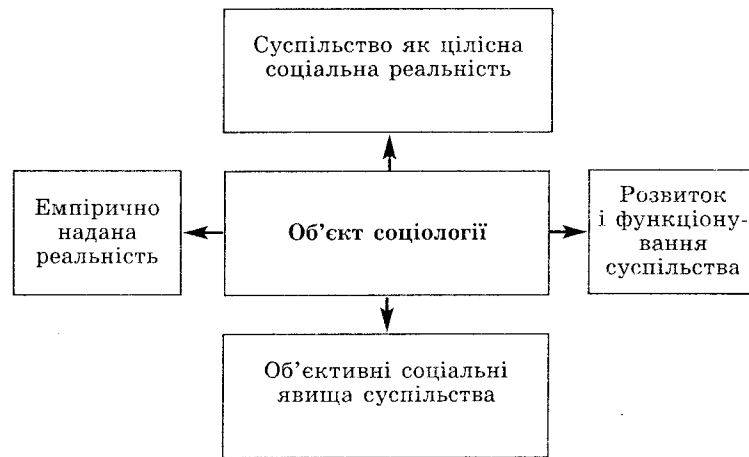 Суспільство як цілісна
соціальна реальність
Емпірично
надана
реальність
Об'єкт соціології
Розвиток
і функціону-
вання
суспільства
Об'єктивні соціальні
явища суспільства